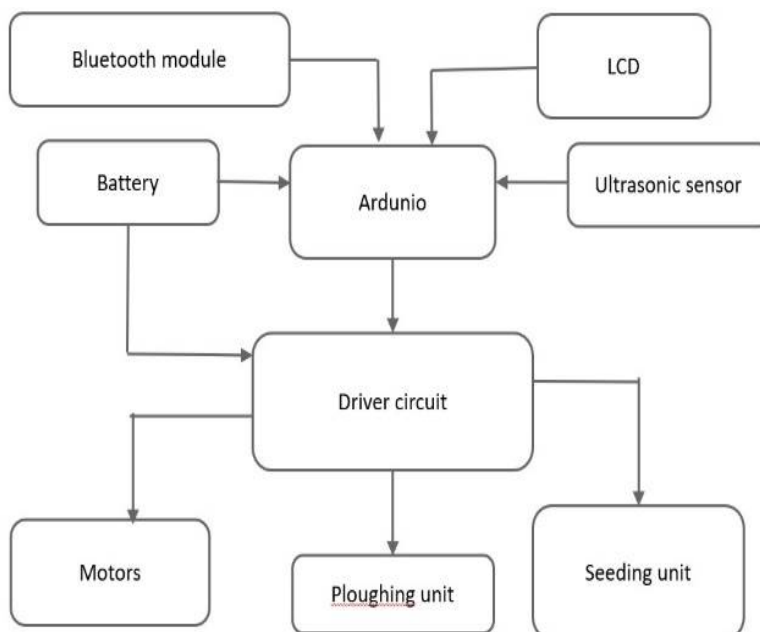 Bluetooth module
LCD
Battery
Ardunio
Ultrasonic sensor
Driver circuit
Motors
Ploughing unit
Seeding unit